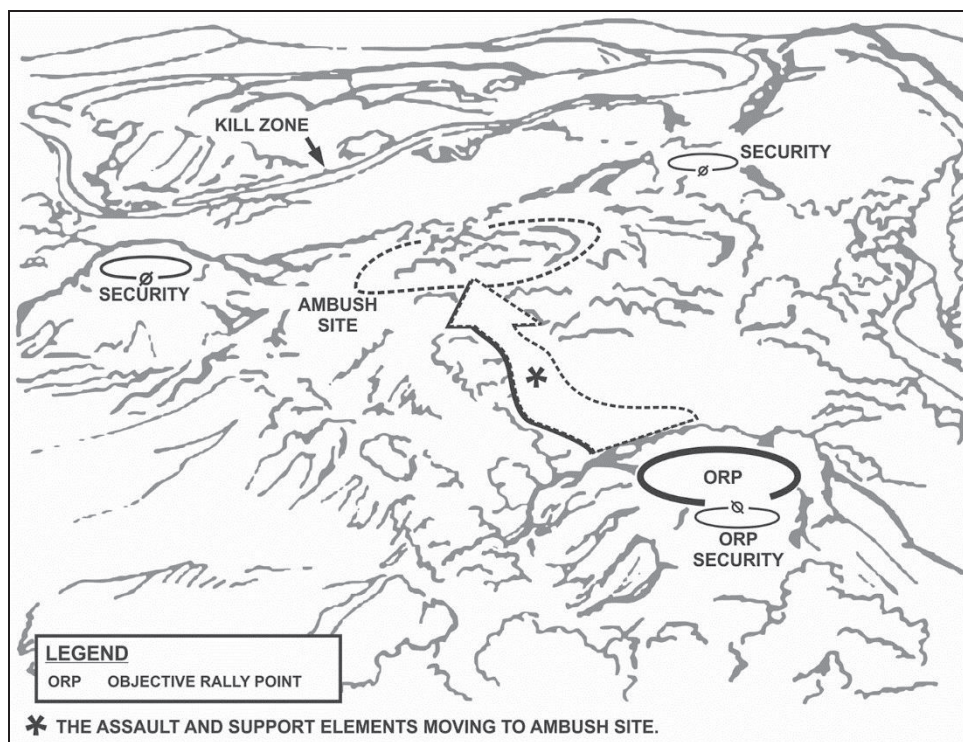 KILL ZONE
SECURITY
SECURITY
AMBUSH
SITE
*
ORP
ORP
SECURITY
LEGEND
ORP OBJECTIVE RALLY POINT
* THE ASSAULT AND SUPPORT ELEMENTS MOVING TO AMBUSH SITE.